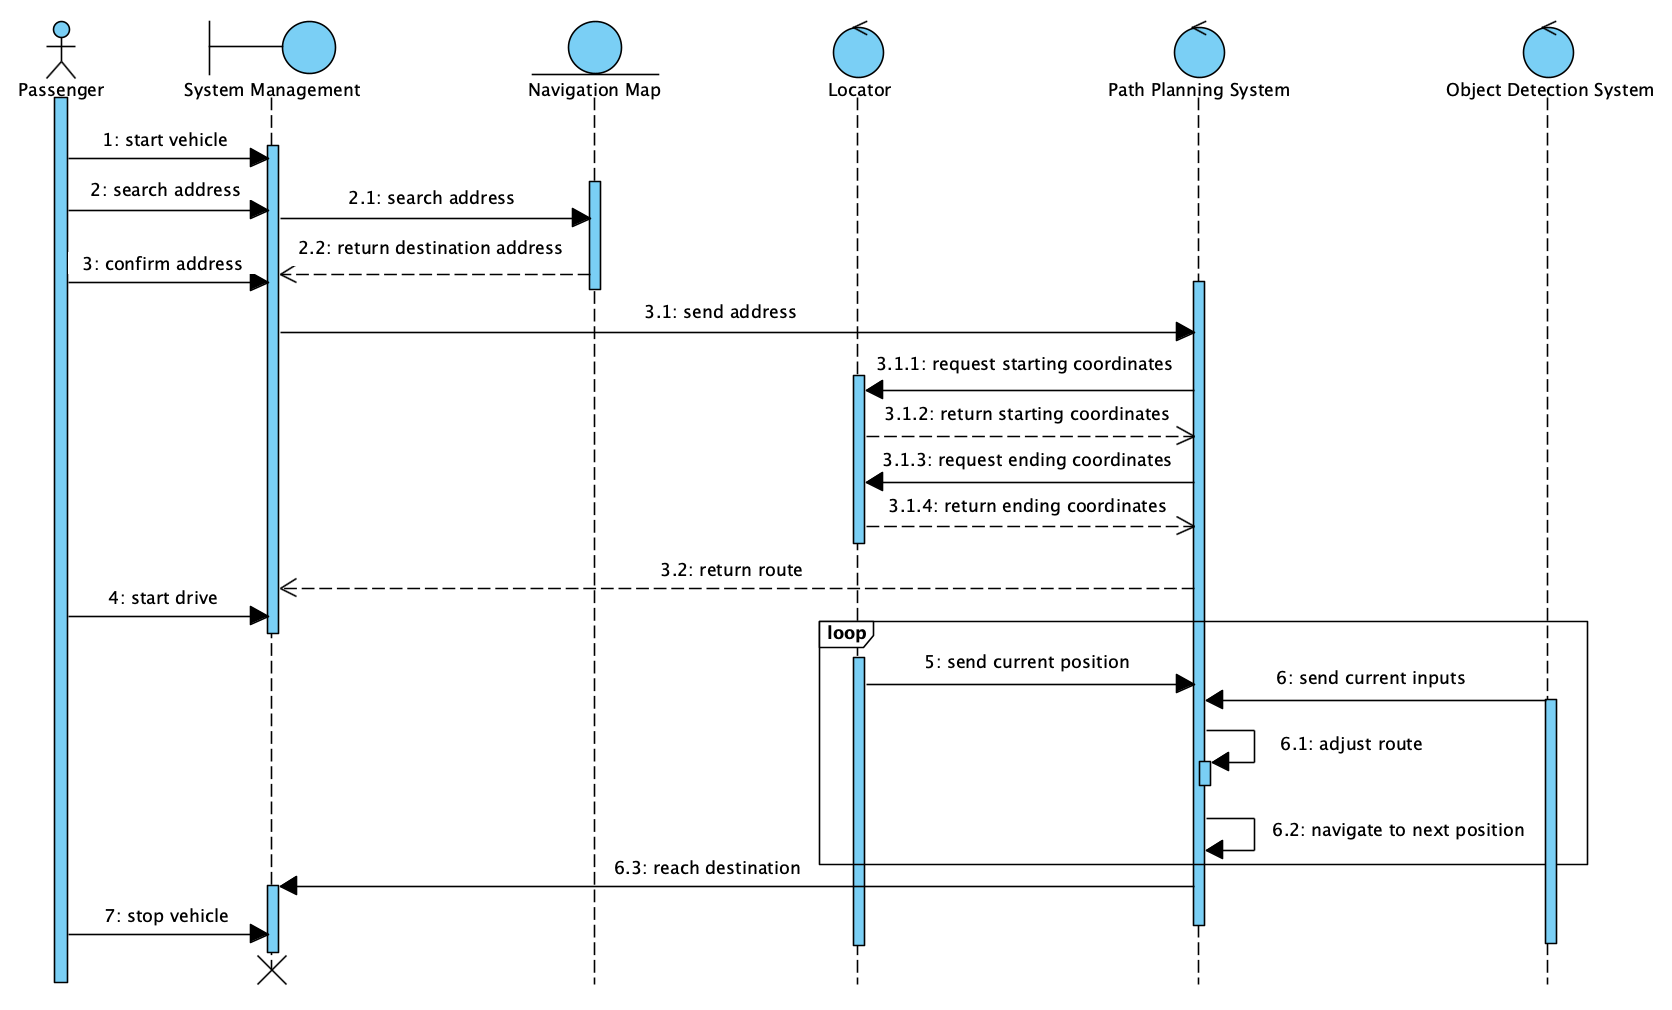 Passenger
System Management
Navigation Map
Locator
Path Planning System
Object Detection System
1: start vehicle
2: search address
2.1: search address
2.2: return destination address
3: confirm address
3.1: send address
3.1.1: request starting coordinates
3.1.2: return starting coordinates
3.1.3: request ending coordinates
3.1.4: return ending coordinates
3.2: return route
4: start drive
loop
5: send current position
6: send current inputs
6.1: adjust route
6.2: navigate to next position
6.3: reach destination
7: stop vehicle